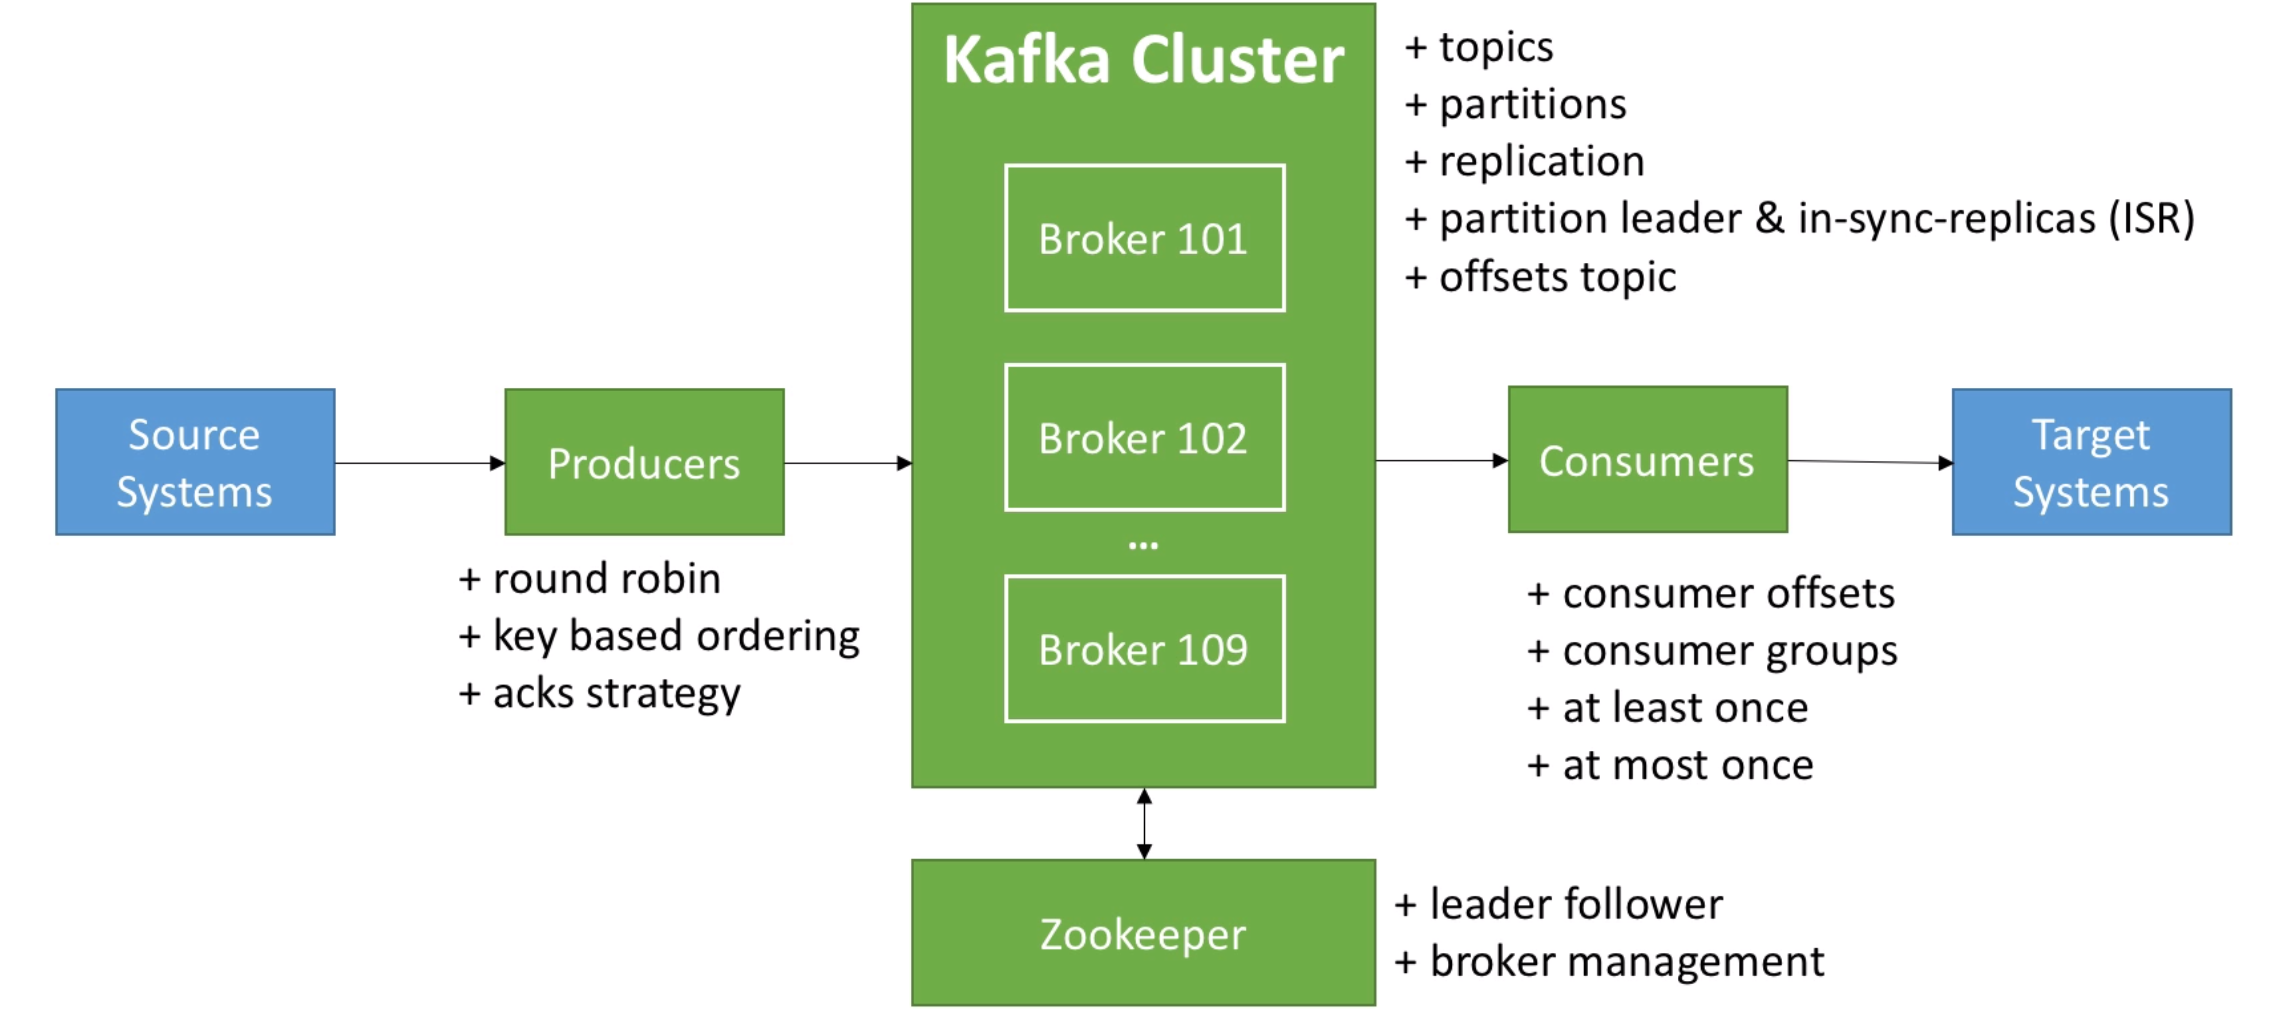 Kafka Cluster
Broker 101
Broker 102
...
Broker 109
+ topics
+ partitions
+ replication
+ partition leader & in-sync-replicas (ISR)
+ offsets topic
Source
Systems
Producers
+ round robin
+ key based ordering
+ acks strategy
Consumers
+ consumer offsets
+ consumer groups
+ at least once
+ at most once
Target
Systems
Zookeeper
+ leader follower
+ broker management